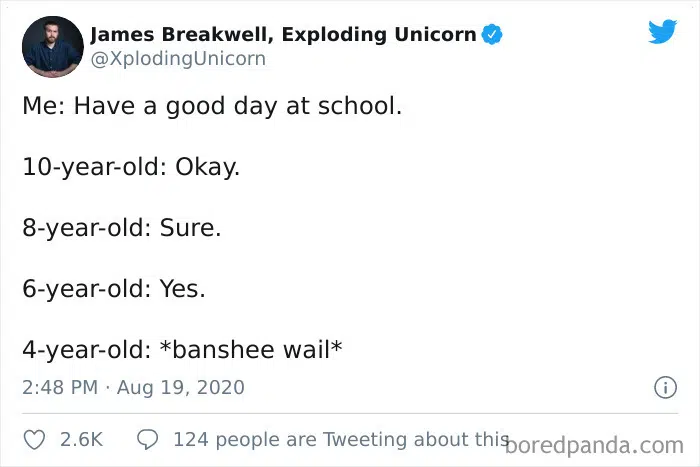 James Breakwell, Exploding Unicorn
@XplodingUnicorn
Me: Have a good day at school.
10-year-old: Okay.
8-year-old: Sure.
6-year-old: Yes.
4-year-old: *banshee wail*
2:48 PM · Aug 19, 2020
2.6K 124 people are Tweeting about this
boredpanda.com